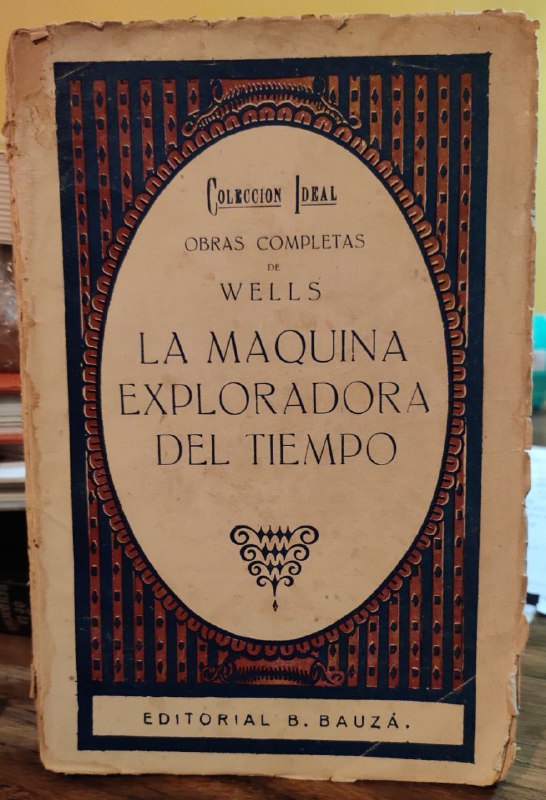 COLECCION IDEAL
OBRAS COMPLETAS
DE
WELLS
LA MAQUINA
EXPLORADORA
DEL TIEMPO
EDITORIAL B. BAUZÁ.